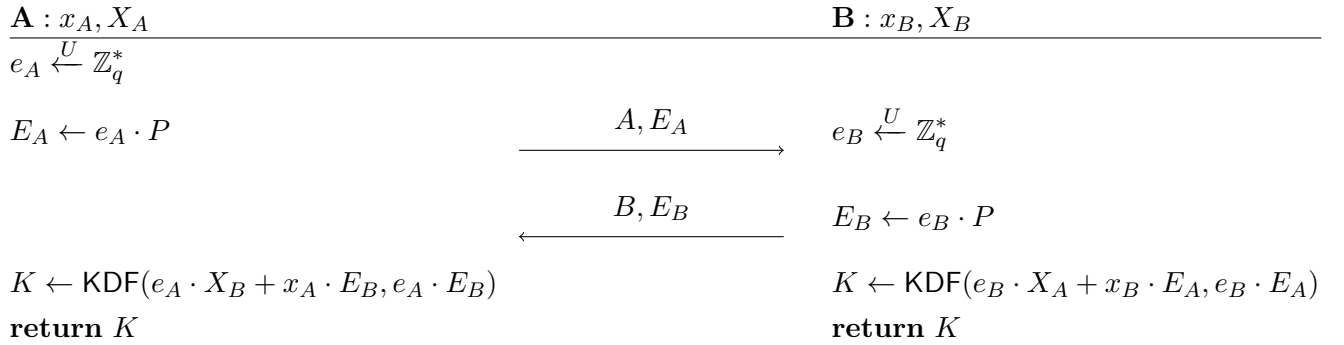 A : x_A, X_A    B : x_B, X_B
e_A ←^U ℤ_q^*
E_A ← e_A · P    A, E_A    e_B ←^U ℤ_q^*
B, E_B    E_B ← e_B · P
K ← KDF(e_A · X_B + x_A · E_B, e_A · E_B)    K ← KDF(e_B · X_A + x_B · E_A, e_B · E_A)
return K    return K